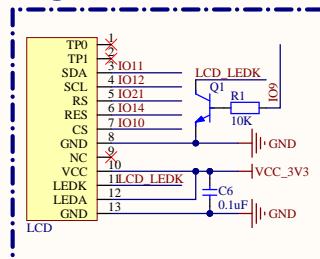 TP0 1
TP1 2
SDA 3 IO11
SCL 4 IO12
RS 5 IO21
RES 6 IO14
CS 7 IO10
GND 8
NC 9
VCC 10
LEDK 11 LCD_LEDK
LEDA 12
GND 13
LCD
LCD_LEDK
Q1
R1
10K
IO9
GND
VCC_3V3
C6
0.1uF
GND